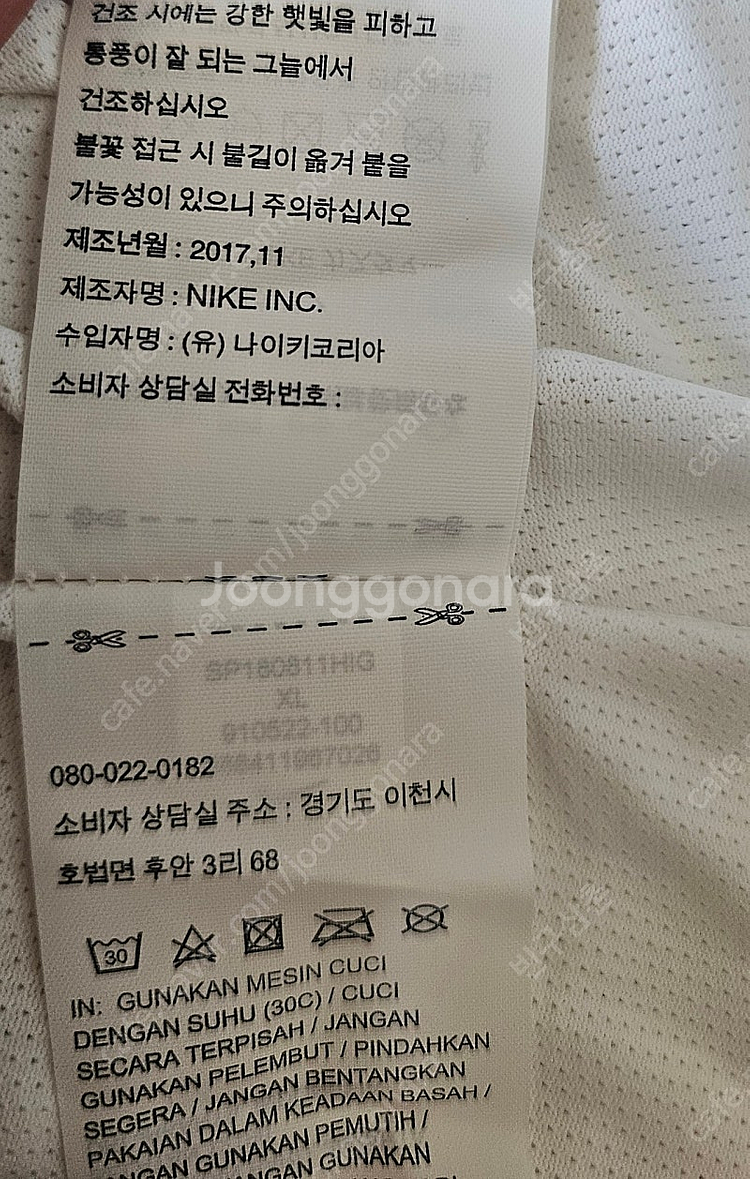 건조 시에는 강한 햇빛을 피하고
통풍이 잘 되는 그늘에서
건조하십시오
불꽃 접근 시 불길이 옮겨 붙을
가능성이 있으니 주의하십시오
제조년월 : 2017,11
제조자명 : NIKE INC.
수입자명 : (유) 나이키코리아
소비자 상담실 전화번호 :
Joonggonara
SP180811HIG
XL
910522-100
080-022-0182
소비자 상담실 주소 : 경기도 이천시
호법면 후안 3리 68
30
IN: GUNAKAN MESIN CUCI
DENGAN SUHU (30C) / CUCI
SECARA TERPISAH / JANGAN
GUNAKAN PELEMBUT / PINDAHKAN
SEGERA / JANGAN BENTANGKAN
PAKAIAN DALAM KEADAAN BASAH /
GUNAKAN PEMUTIH /
GUNAKAN